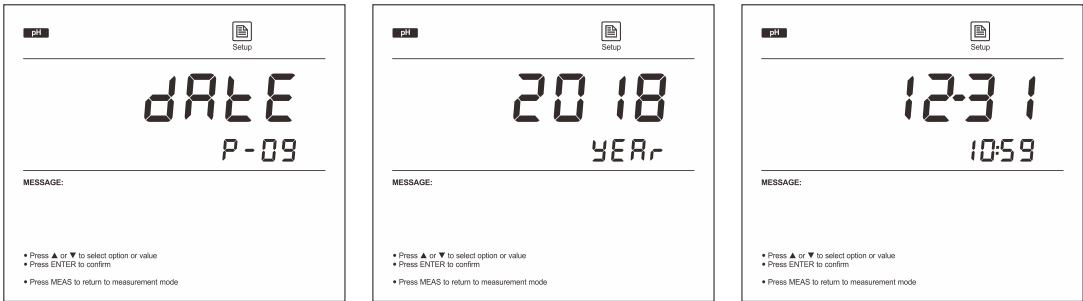 pH
Setup
dAtE
P-09
MESSAGE:
• Press ▲ or ▼ to select option or value
• Press ENTER to confirm
• Press MEAS to return to measurement mode
pH
Setup
2018
yEAr
MESSAGE:
• Press ▲ or ▼ to select option or value
• Press ENTER to confirm
• Press MEAS to return to measurement mode
pH
Setup
12-31
10:59
MESSAGE:
• Press ▲ or ▼ to select option or value
• Press ENTER to confirm
• Press MEAS to return to measurement mode